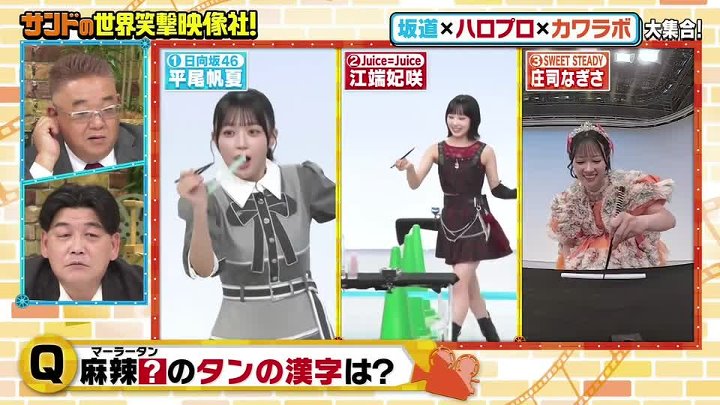 サンドの世界笑撃映像社!
坂道×ハロプロ×カワラボ大集合!
①日向坂46
平尾帆夏
②Juice=Juice
江端妃咲
③SWEET STEADY
庄司なぎさ
マーラータン
Q 麻辣?のタンの漢字は?